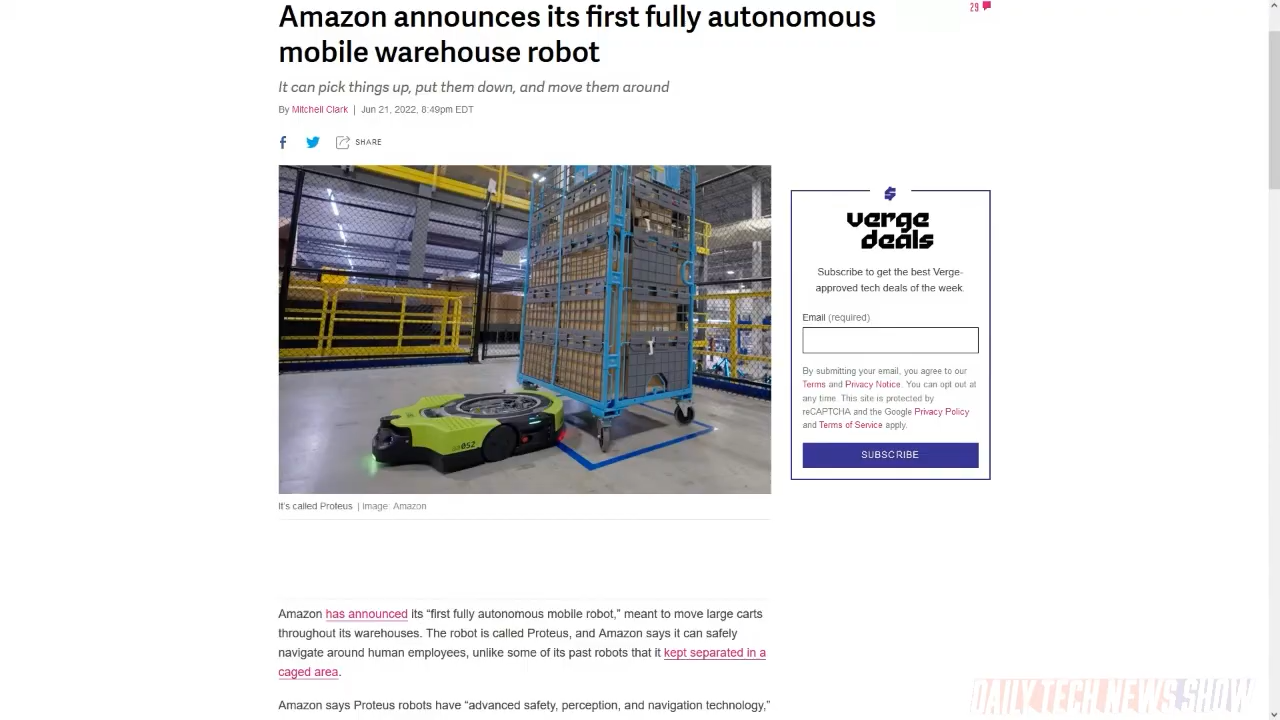 Amazon announces its first fully autonomous
29
mobile warehouse robot
It can pick things up, put them down, and move them around
By Mitchell Clark | Jun 21, 2022, 8:49pm EDT
SHARE
verge
deals
Subscribe to get the best Verge-
approved tech deals of the week.
Email (required)
By submitting your email, you agree to our
Terms and Privacy Notice. You can opt out at
any time. This site is protected by
reCAPTCHA and the Google Privacy Policy
and Terms of Service apply.
SUBSCRIBE
It's called Proteus | Image: Amazon
Amazon has announced its “first fully autonomous mobile robot,” meant to move large carts
throughout its warehouses. The robot is called Proteus, and Amazon says it can safely
navigate around human employees, unlike some of its past robots that it kept separated in a
caged area.
Amazon says Proteus robots have “advanced safety, perception, and navigation technology,”
DAILY TECH NEWS SHOW